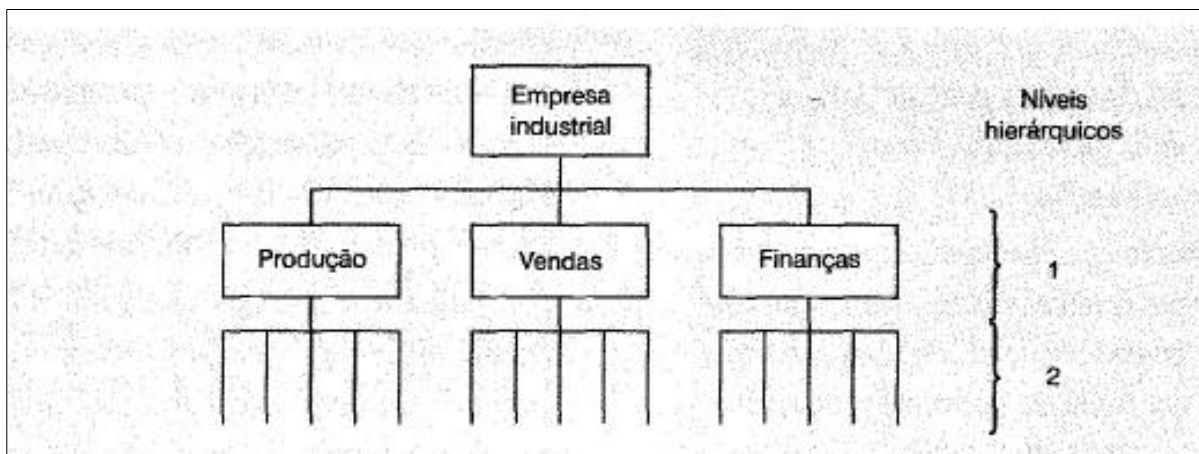 Empresa
industrial
Níveis
hierárquicos
Produção
Vendas
Finanças
1
2